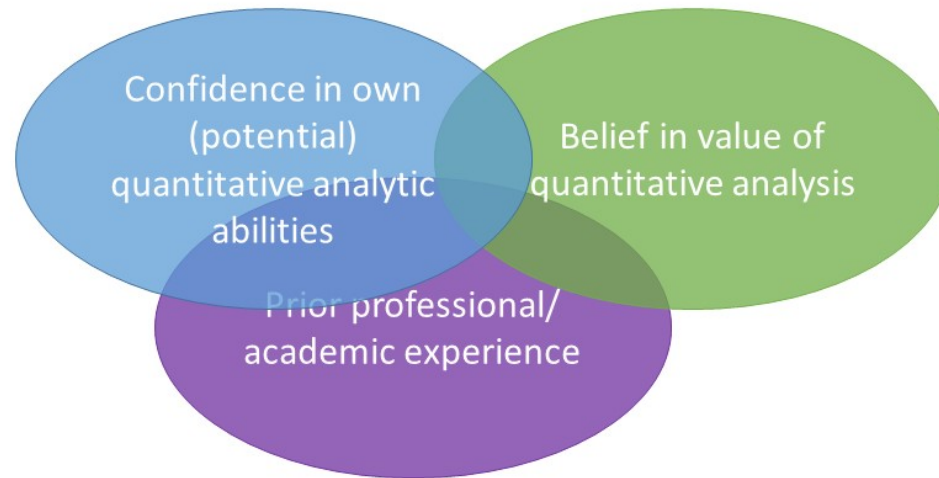 Confidence in own
(potential)
quantitative analytic
abilities
Belief in value of
quantitative analysis
Prior professional/
academic experience